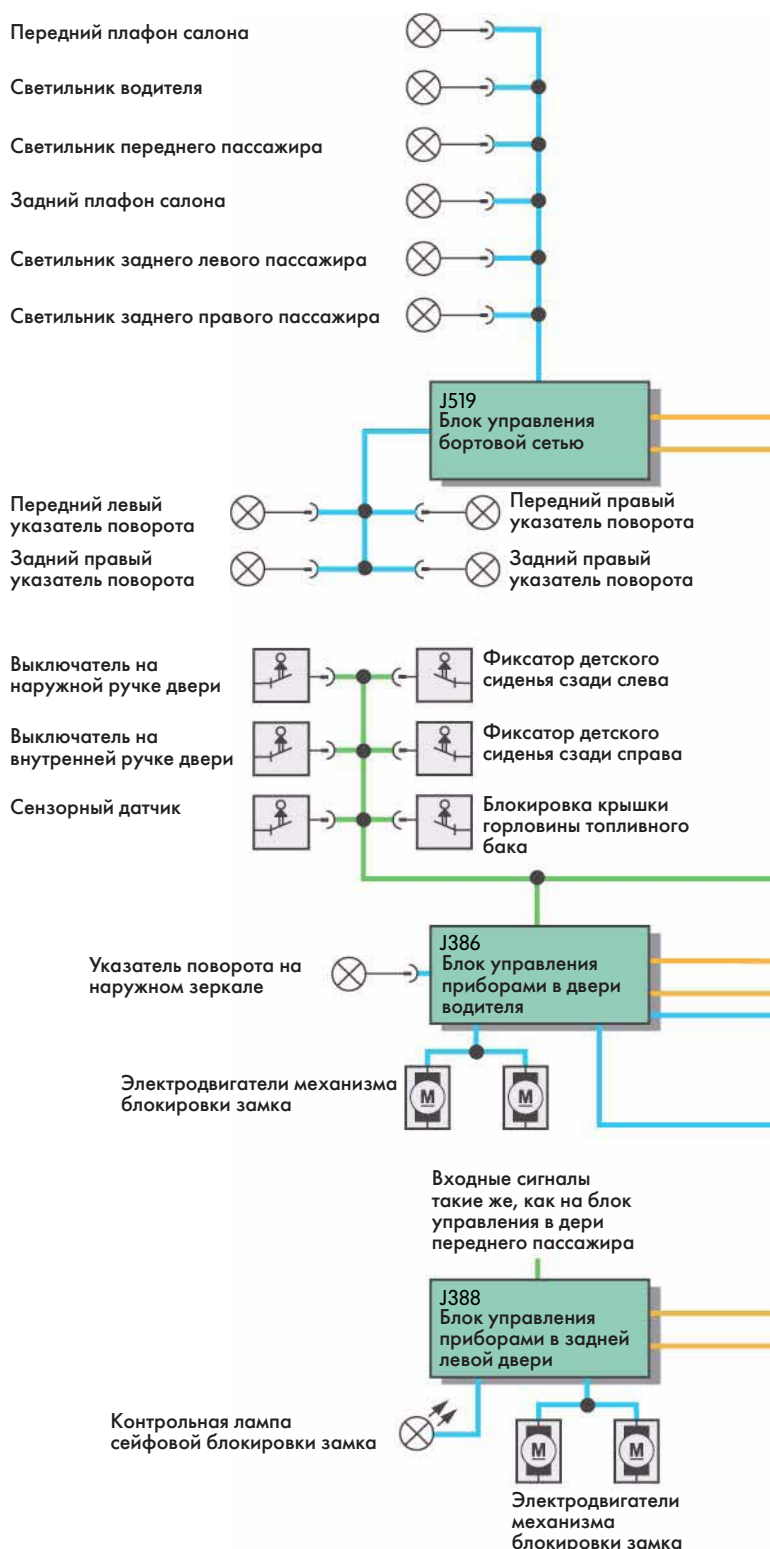 Передний плафон салона
Светильник водителя
Светильник переднего пассажира
Задний плафон салона
Светильник заднего левого пассажира
Светильник заднего правого пассажира
J519
Блок управления
бортовой сетью
Передний левый
указатель поворота
Передний правый
указатель поворота
Задний правый
указатель поворота
Задний правый
указатель поворота
Выключатель на
наружной ручке двери
Фиксатор детского
сиденья сзади слева
Выключатель на
внутренней ручке двери
Фиксатор детского
сиденья сзади справа
Сензорный датчик
Блокировка крышки
горловины топливного
бака
J386
Блок управления
приборами в двери
водителя
Указатель поворота на
наружном зеркале
Электродвигатели механизма
блокировки замка
M
M
Входные сигналы
такие же, как на блок
управления в дери
переднего пассажира
J388
Блок управления
приборами в задней
левой двери
Контрольная лампа
сейфовой блокировки замка
M
M
Электродвигатели
механизма
блокировки замка